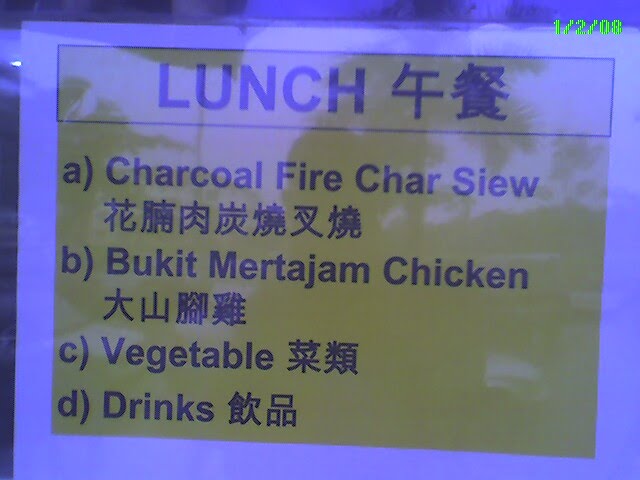 1/2/08
LUNCH 午餐
a) Charcoal Fire Char Siew
花腩肉炭燒叉燒
b) Bukit Mertajam Chicken
大山腳雞
c) Vegetable 菜類
d) Drinks 飲品